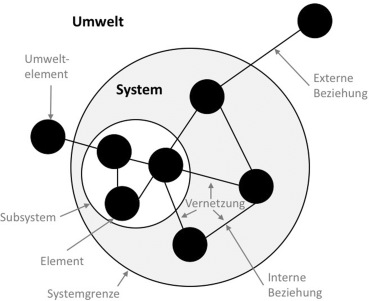 Umwelt
Umwelt-
element
System
Externe
Beziehung
Vernetzung
Subsystem
Element
Systemgrenze
Interne
Beziehung